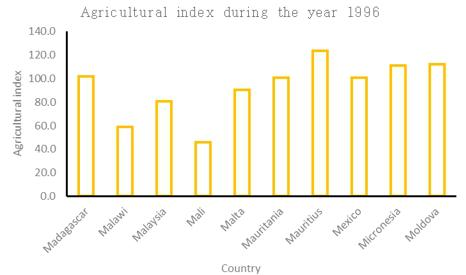 Agricultural index during the year 1996
140.0
120.0
100.0
80.0
60.0
40.0
20.0
0.0
Agricultural index
Madagascar
Malawi
Malaysia
Mali
Malta
Mauritania
Mauritius
Mexico
Micronesia
Moldova
Country